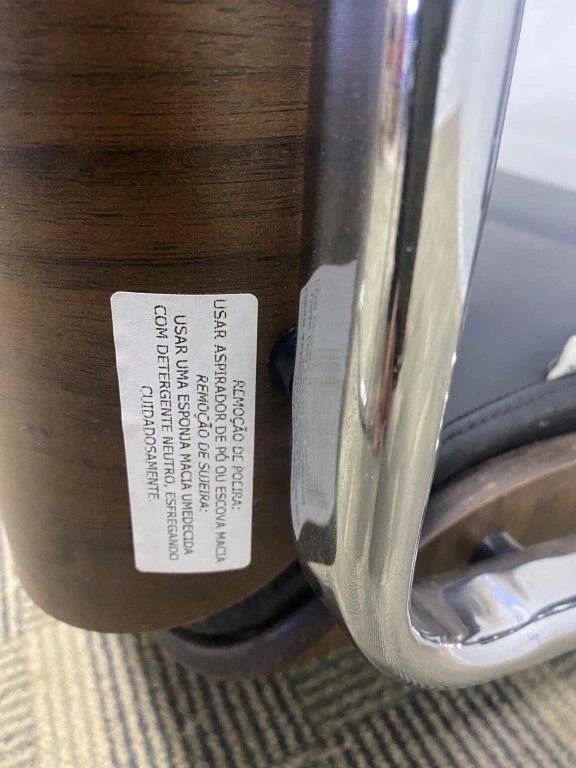 REMOÇÃO DE POEIRA:
USAR ASPIRADOR DE PÓ OU ESCOVA MACIA
REMOÇÃO DE SUJEIRA:
USAR UMA ESPONJA MACIA UMEDECIDA
COM DETERGENTE NEUTRO, ESFREGANDO
CUIDADOSAMENTE.